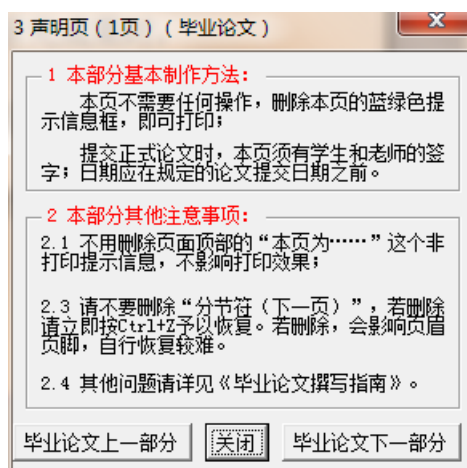 3 声明页（1页）（毕业论文）
1 本部分基本制作方法:
本页不需要任何操作，删除本页的蓝绿色提
示信息框，即可打印；
提交正式论文时，本页须有学生和老师的签
字；日期应在规定的论文提交日期之前。
2 本部分其他注意事项:
2.1 不用删除页面顶部的“本页为……”这个非
打印提示信息，不影响打印效果；
2.3 请不要删除“分节符（下一页）”，若删除
请立即按Ctrl+Z予以恢复。若删除，会影响页眉
页脚，自行恢复较难。
2.4 其他问题请详见《毕业论文撰写指南》。
毕业论文上一部分 关闭 毕业论文下一部分